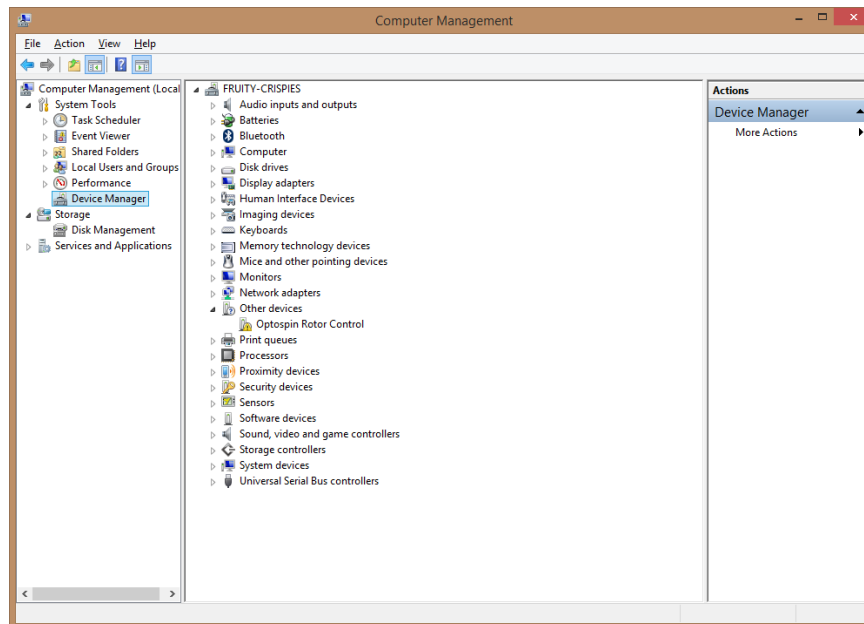 Computer Management
File Action View Help
Computer Management (Local
System Tools
Task Scheduler
Event Viewer
Shared Folders
Local Users and Groups
Performance
Device Manager
Storage
Disk Management
Services and Applications
FRUITY-CRISPIES
Audio inputs and outputs
Batteries
Bluetooth
Computer
Disk drives
Display adapters
Human Interface Devices
Imaging devices
Keyboards
Memory technology devices
Mice and other pointing devices
Monitors
Network adapters
Other devices
Optospin Rotor Control
Print queues
Processors
Proximity devices
Security devices
Sensors
Software devices
Sound, video and game controllers
Storage controllers
System devices
Universal Serial Bus controllers
Actions
Device Manager
More Actions